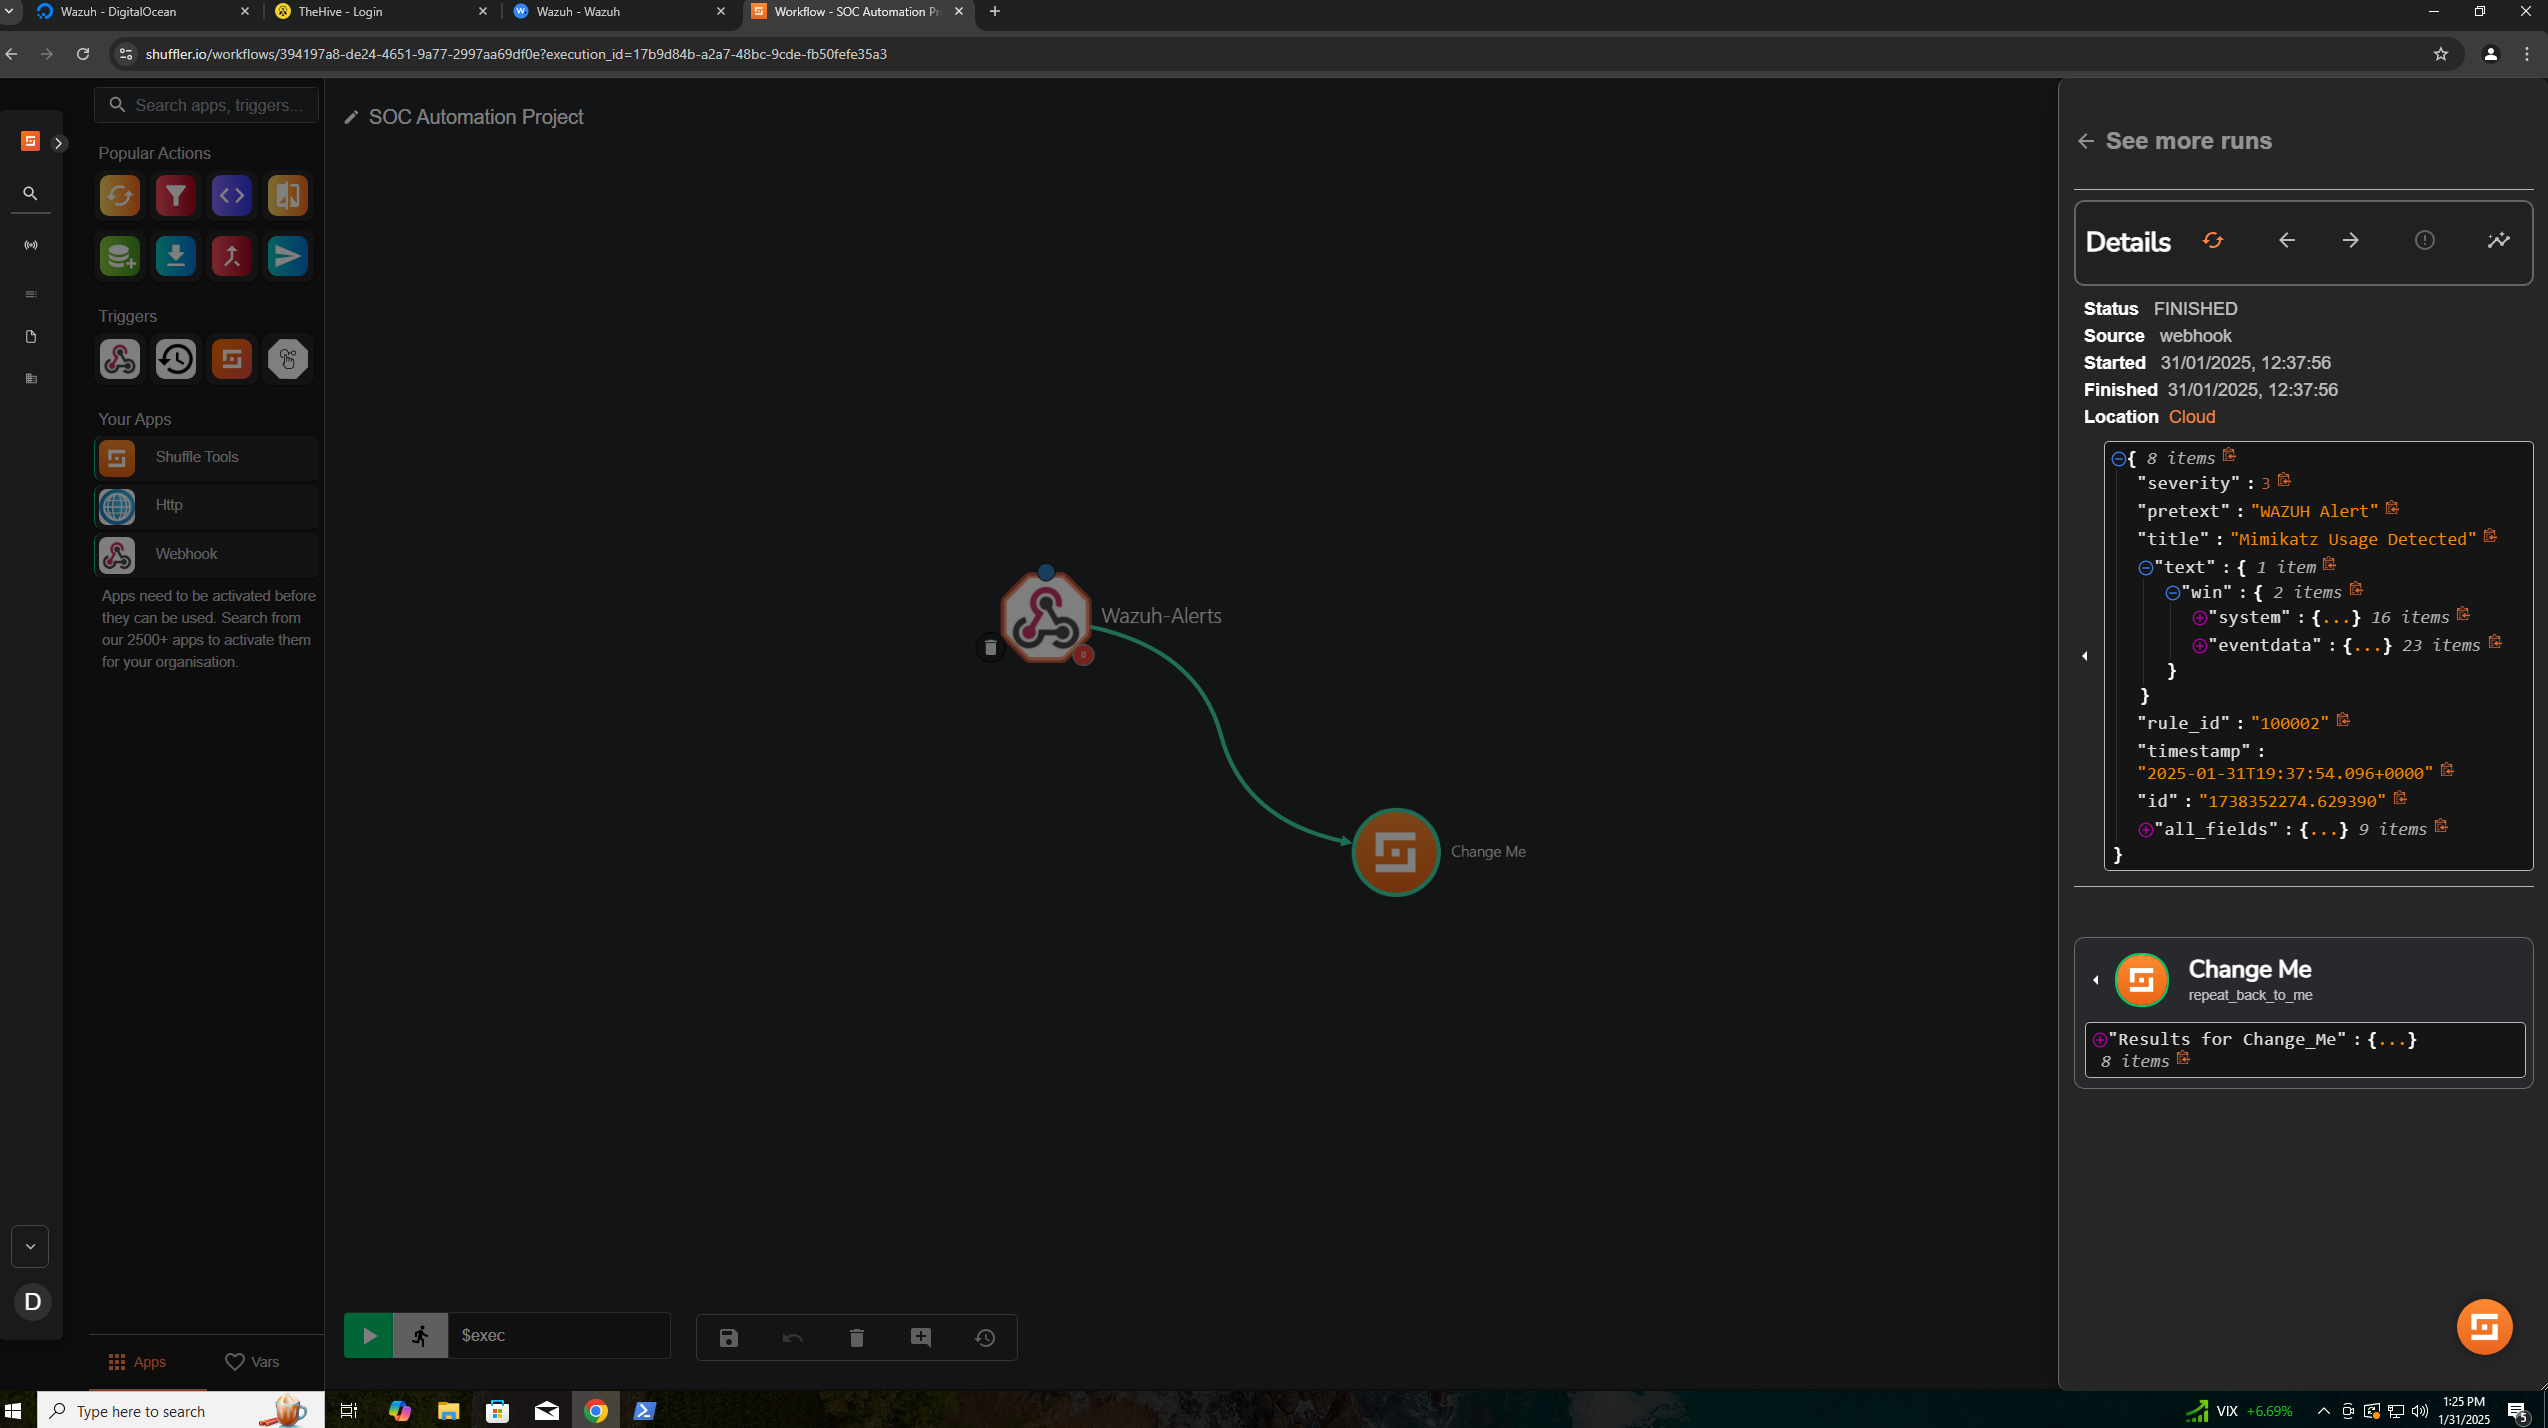 Wazuh - DigitalOcean
TheHive - Login
Wazuh - Wazuh
Workflow - SOC Automation Pr
shuffler.io/workflows/394197a8-de24-4651-9a77-2997aa69df0e?execution_id=17b9d84b-a2a7-48bc-9cde-fb50fefe35a3
Search apps, triggers...
Popular Actions
Triggers
Your Apps
Shuffle Tools
Http
Webhook
Apps need to be activated before
they can be used. Search from
our 2500+ apps to activate them
for your organisation.
D
Apps
Vars
SOC Automation Project
Wazuh-Alerts
0
Change Me
$exec
See more runs
Details
Status FINISHED
Source webhook
Started 31/01/2025, 12:37:56
Finished 31/01/2025, 12:37:56
Location Cloud
{ 8 items
"severity" : 3
"pretext" : "WAZUH Alert"
"title" : "Mimikatz Usage Detected"
"text" : { 1 item
"win" : { 2 items
"system" : {...} 16 items
"eventdata" : {...} 23 items
}
}
"rule_id" : "100002"
"timestamp" :
"2025-01-31T19:37:54.096+0000"
"id" : "1738352274.629390"
"all_fields" : {...} 9 items
}
Change Me
repeat_back_to_me
"Results for Change_Me" : {...}
8 items
Type here to search
VIX +6.69%
1:25 PM
1/31/2025
5